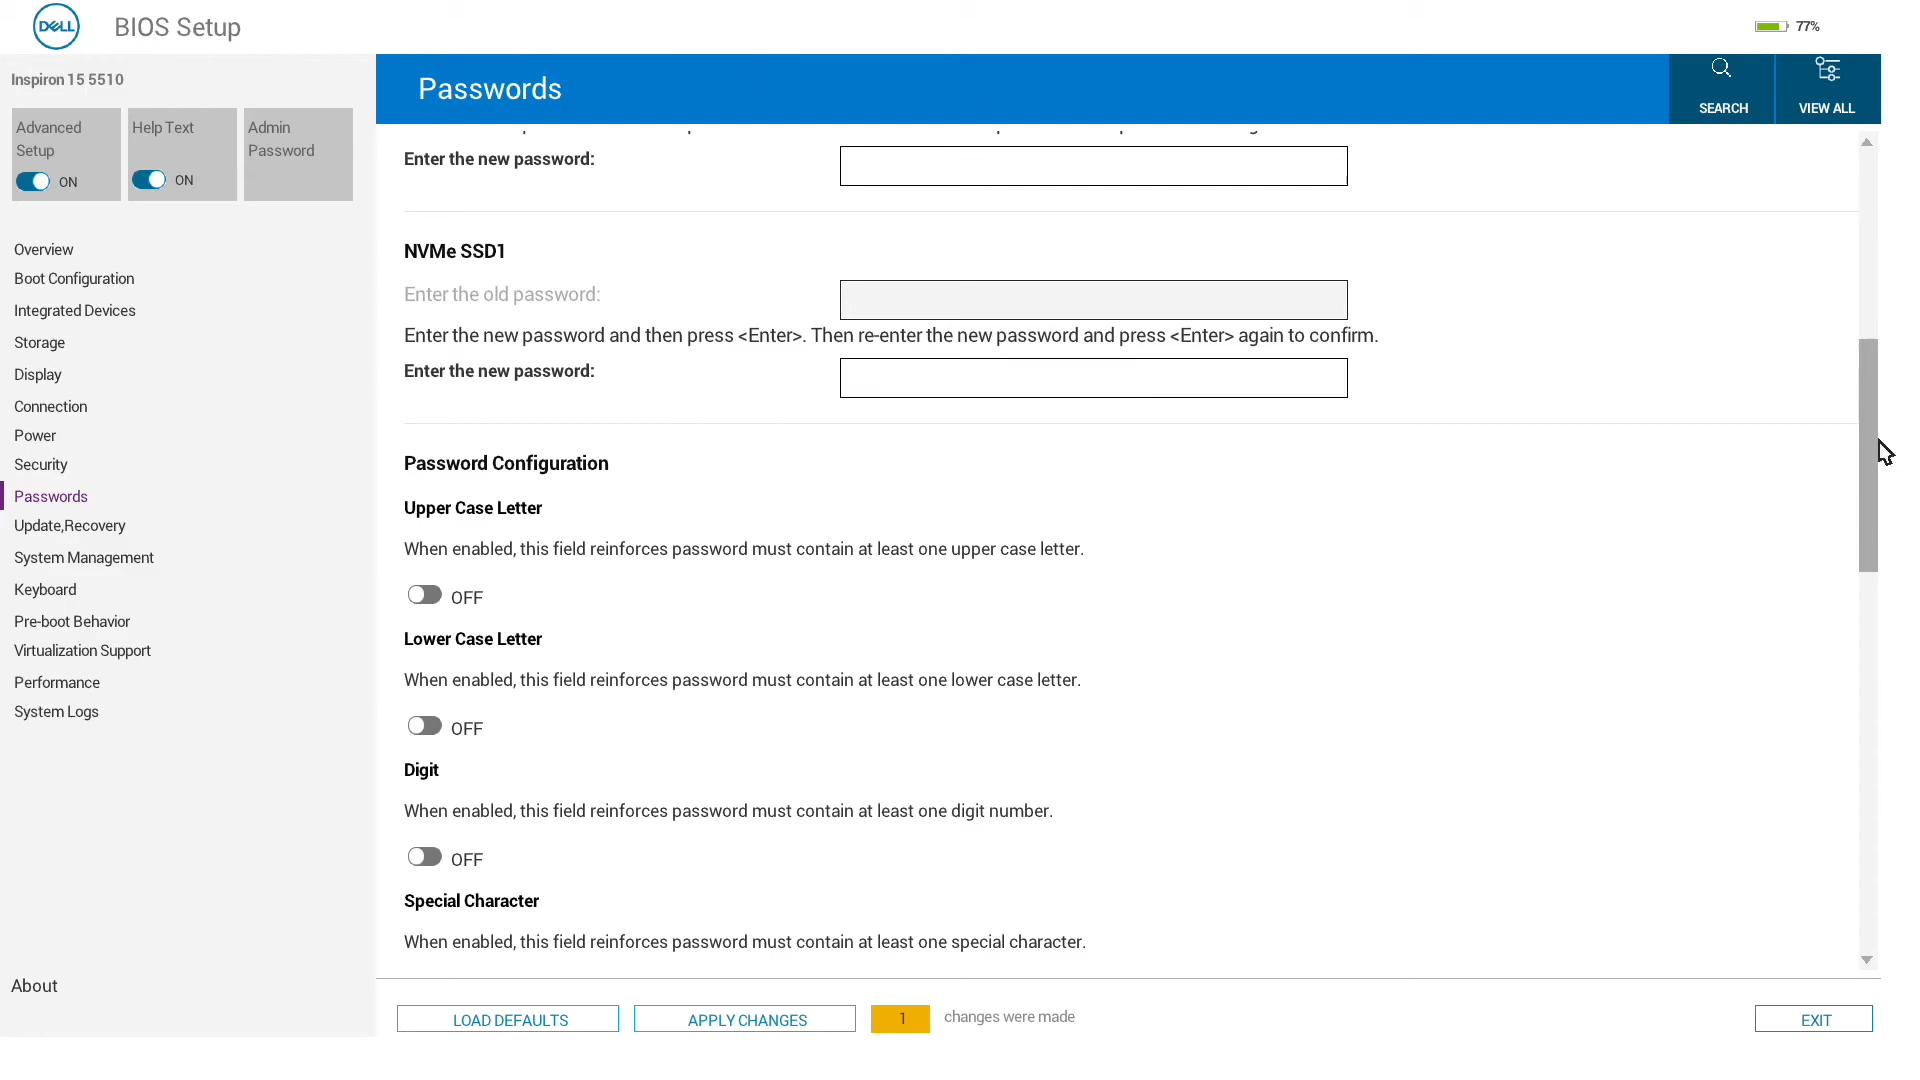 DELL
BIOS Setup
77%
Inspiron 15 5510
Advanced Setup
ON
Help Text
ON
Admin Password
Passwords
SEARCH
VIEW ALL
Overview
Boot Configuration
Integrated Devices
Storage
Display
Connection
Power
Security
Passwords
Update,Recovery
System Management
Keyboard
Pre-boot Behavior
Virtualization Support
Performance
System Logs
About
Enter the new password:
NVMe SSD1
Enter the old password:
Enter the new password and then press <Enter>. Then re-enter the new password and press <Enter> again to confirm.
Enter the new password:
Password Configuration
Upper Case Letter
When enabled, this field reinforces password must contain at least one upper case letter.
OFF
Lower Case Letter
When enabled, this field reinforces password must contain at least one lower case letter.
OFF
Digit
When enabled, this field reinforces password must contain at least one digit number.
OFF
Special Character
When enabled, this field reinforces password must contain at least one special character.
LOAD DEFAULTS
APPLY CHANGES
1
changes were made
EXIT